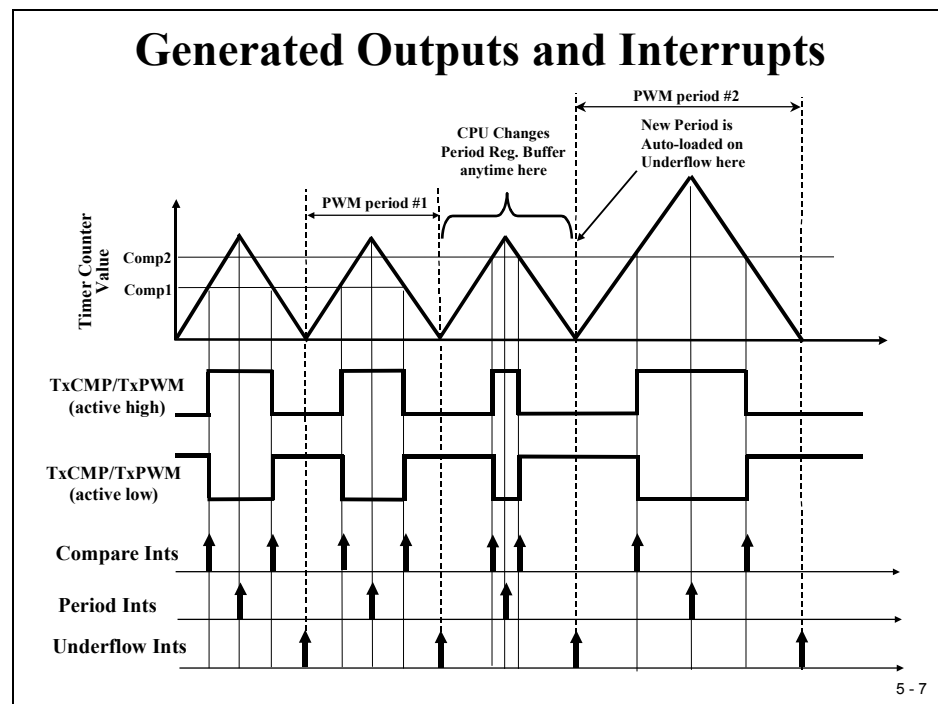 Generated Outputs and Interrupts
PWM period #2
CPU Changes
Period Reg. Buffer
anytime here
New Period is
Auto-loaded on
Underflow here
PWM period #1
Timer Counter
Value
Comp2
Comp1
TxCMP/TxPWM
(active high)
TxCMP/TxPWM
(active low)
Compare Ints
Period Ints
Underflow Ints
5 - 7